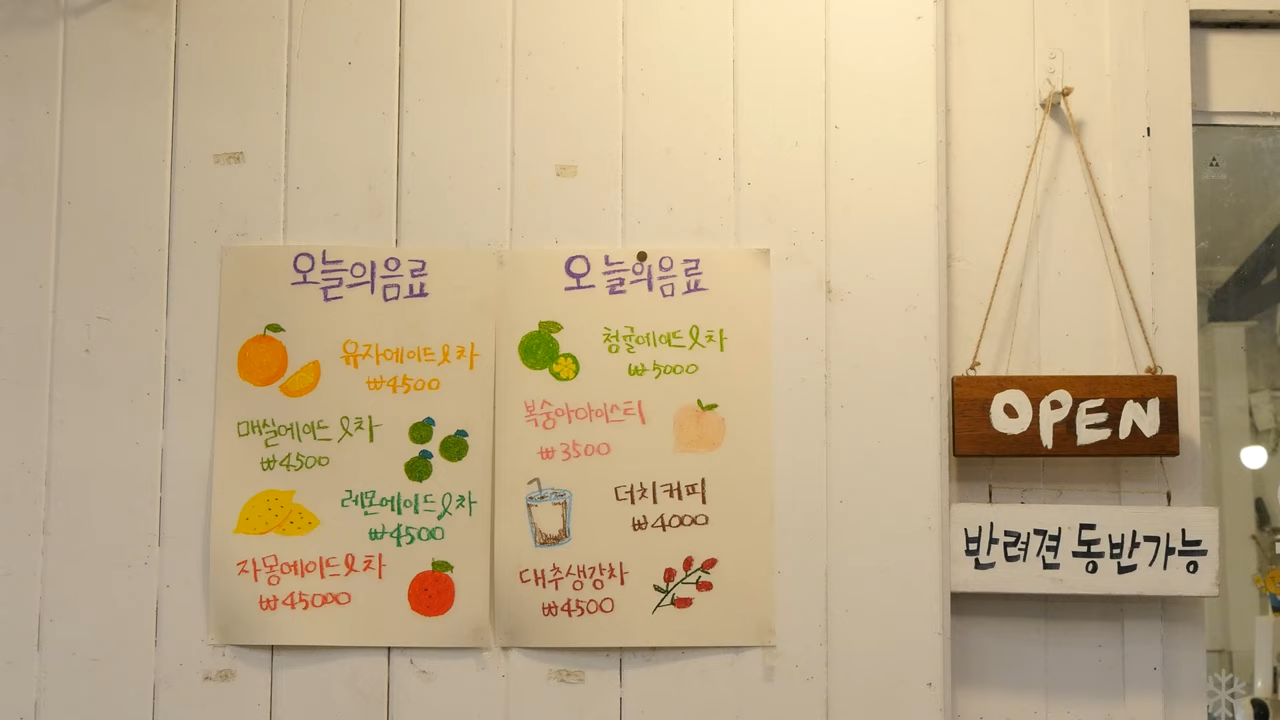 오늘의음료
유자에이드&차
₩4500
매실에이드&차
₩4500
레몬에이드&차
₩4500
자몽에이드&차
₩45000
오늘의음료
청귤에이드&차
₩5000
복숭아아이스티
₩3500
더치커피
₩4000
대추생강차
₩4500
OPEN
반려견 동반가능